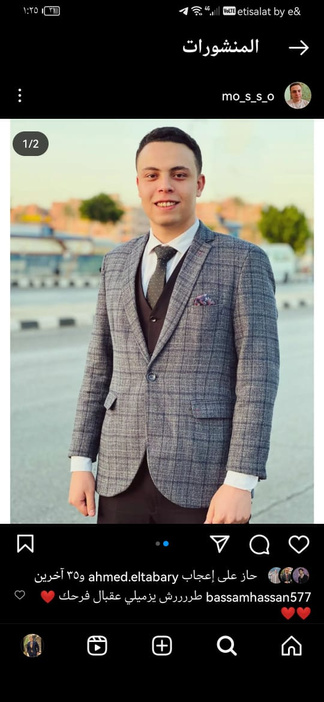 ١:٢٥
etisalat by e&
المنشورات
mo_s_s_o
1/2
حاز على إعجاب ahmed.eltabary و٣٥ آخرين
bassamhassan577 طرررش يزميلي عقبال فرحك ❤️
❤️❤️